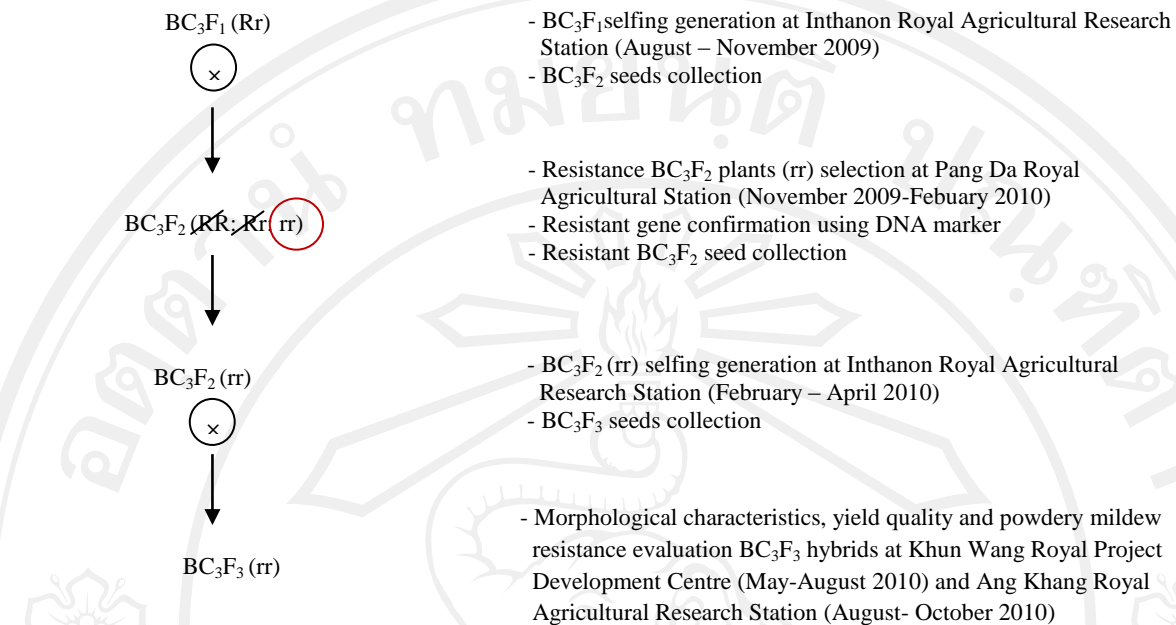 BC₃F₁ (Rr)
×
- BC₃F₁selfing generation at Inthanon Royal Agricultural Research
Station (August – November 2009)
- BC₃F₂ seeds collection
BC₃F₂ (RR; Rr; rr)
- Resistance BC₃F₂ plants (rr) selection at Pang Da Royal
Agricultural Station (November 2009-Febuary 2010)
- Resistant gene confirmation using DNA marker
- Resistant BC₃F₂ seed collection
BC₃F₂ (rr)
×
- BC₃F₂ (rr) selfing generation at Inthanon Royal Agricultural
Research Station (February – April 2010)
- BC₃F₃ seeds collection
BC₃F₃ (rr)
- Morphological characteristics, yield quality and powdery mildew
resistance evaluation BC₃F₃ hybrids at Khun Wang Royal Project
Development Centre (May-August 2010) and Ang Khang Royal
Agricultural Research Station (August- October 2010)